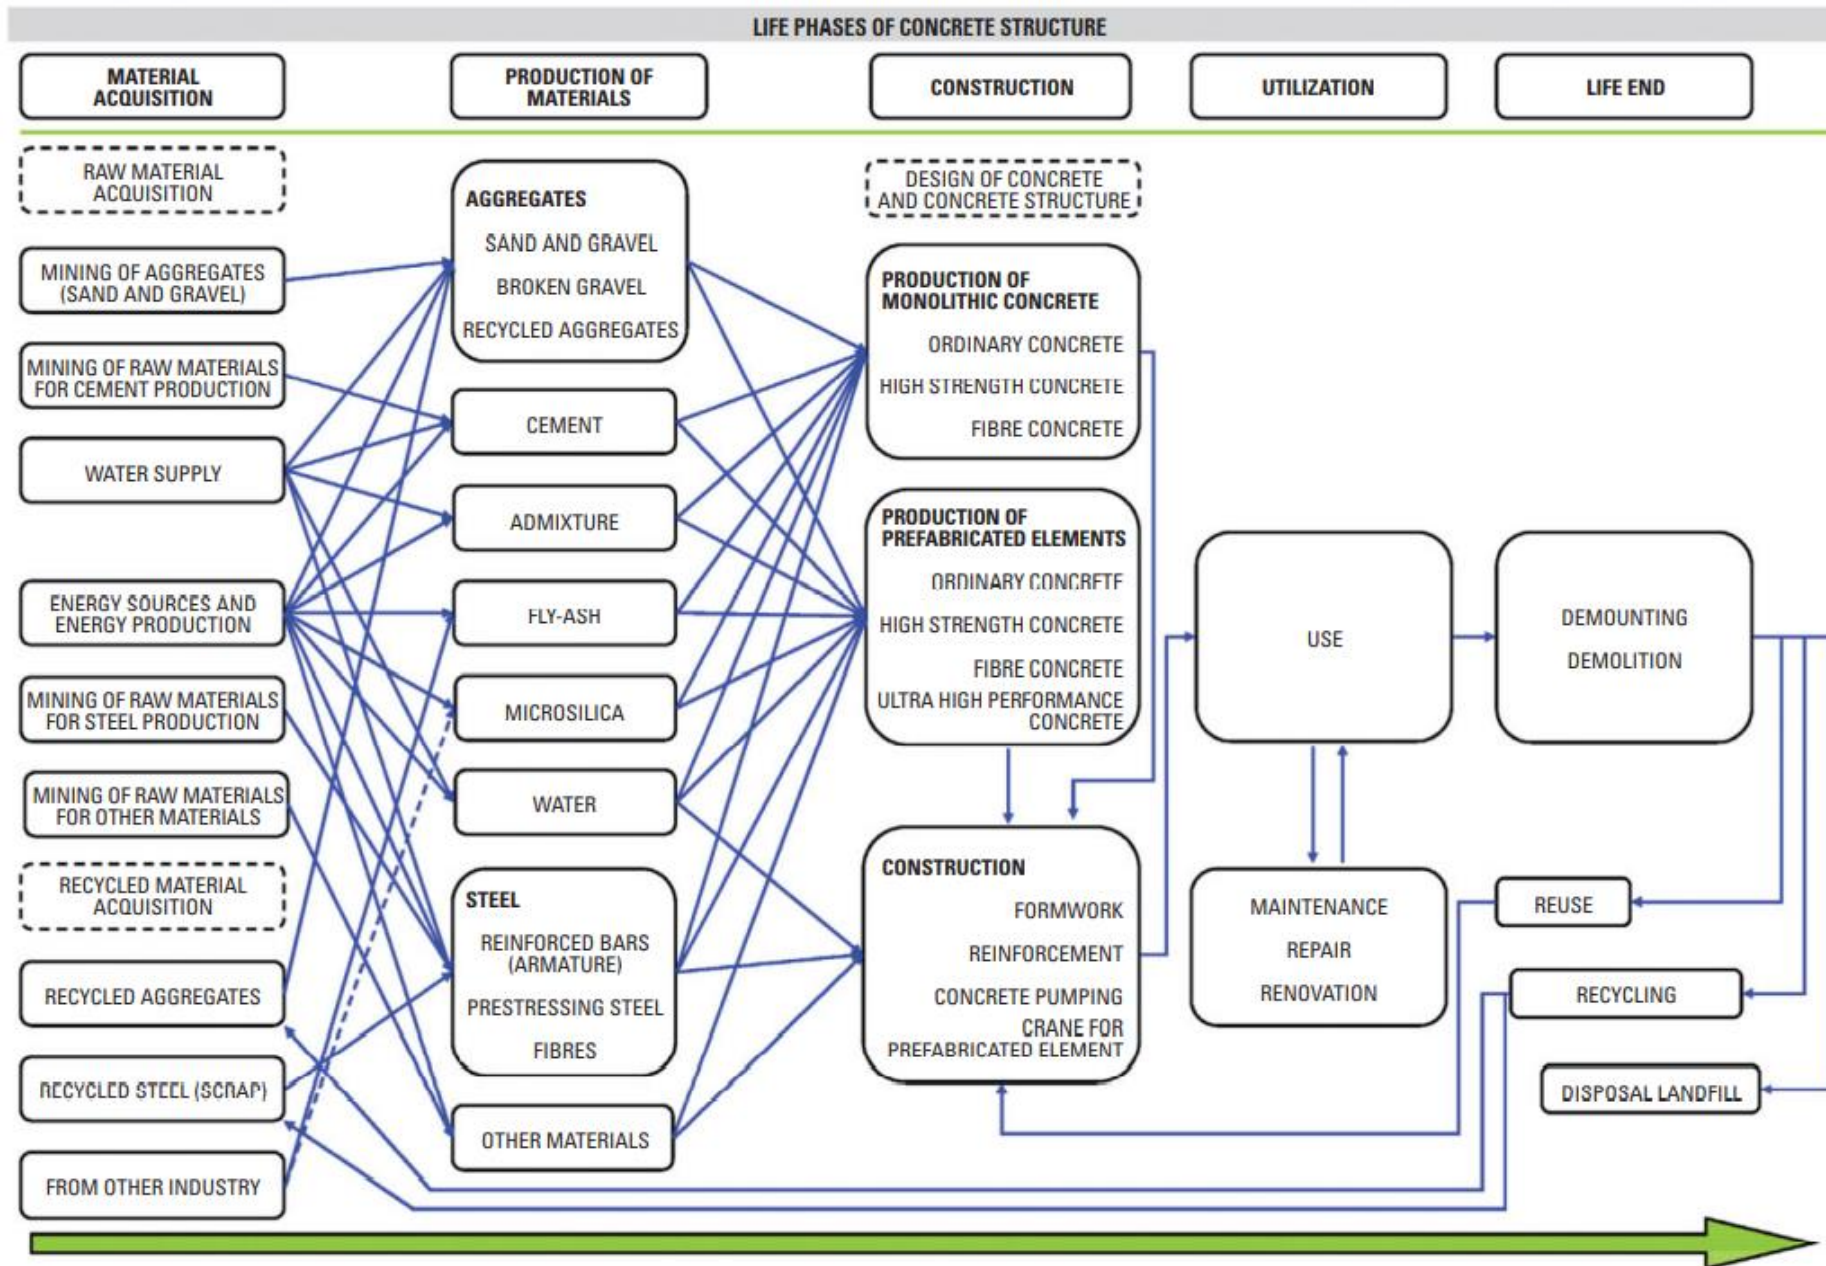 LIFE PHASES OF CONCRETE STRUCTURE
MATERIAL
ACQUISITION
PRODUCTION OF
MATERIALS
CONSTRUCTION
UTILIZATION
LIFE END
RAW MATERIAL
ACQUISITION
MINING OF AGGREGATES
(SAND AND GRAVEL)
MINING OF RAW MATERIALS
FOR CEMENT PRODUCTION
WATER SUPPLY
ENERGY SOURCES AND
ENERGY PRODUCTION
MINING OF RAW MATERIALS
FOR STEEL PRODUCTION
MINING OF RAW MATERIALS
FOR OTHER MATERIALS
RECYCLED MATERIAL
ACQUISITION
RECYCLED AGGREGATES
RECYCLED STEEL (SCRAP)
FROM OTHER INDUSTRY
AGGREGATES
SAND AND GRAVEL
BROKEN GRAVEL
RECYCLED AGGREGATES
CEMENT
ADMIXTURE
FLY-ASH
MICROSILICA
WATER
STEEL
REINFORCED BARS
(ARMATURE)
PRESTRESSING STEEL
FIBRES
OTHER MATERIALS
DESIGN OF CONCRETE
AND CONCRETE STRUCTURE
PRODUCTION OF
MONOLITHIC CONCRETE
ORDINARY CONCRETE
HIGH STRENGTH CONCRETE
FIBRE CONCRETE
PRODUCTION OF
PREFABRICATED ELEMENTS
ORDINARY CONCRETE
HIGH STRENGTH CONCRETE
FIBRE CONCRETE
ULTRA HIGH PERFORMANCE
CONCRETE
CONSTRUCTION
FORMWORK
REINFORCEMENT
CONCRETE PUMPING
CRANE FOR
PREFABRICATED ELEMENT
USE
MAINTENANCE
REPAIR
RENOVATION
DEMOUNTING
DEMOLITION
REUSE
RECYCLING
DISPOSAL LANDFILL